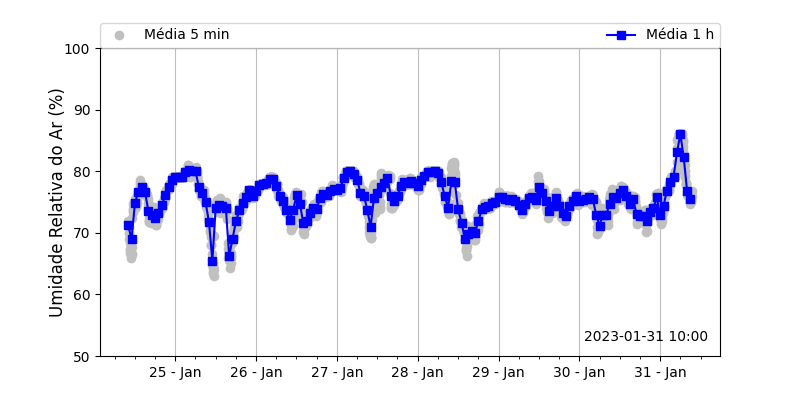 Média 5 min
Média 1 h
100
90
80
70
60
50
Umidade Relativa do Ar (%)
2023-01-31 10:00
25 - Jan
26 - Jan
27 - Jan
28 - Jan
29 - Jan
30 - Jan
31 - Jan